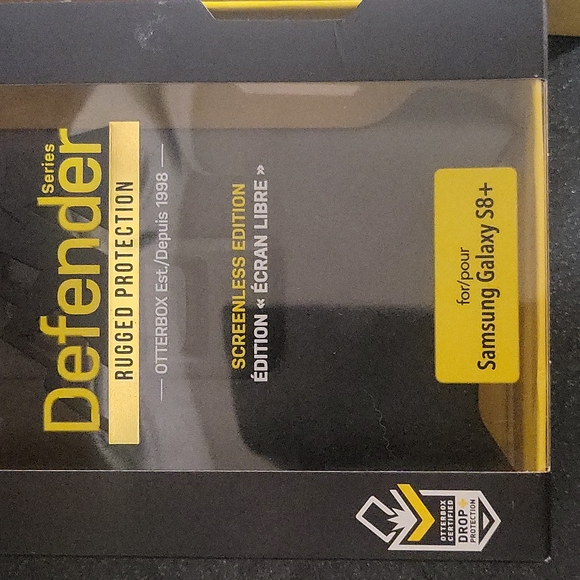 Defender
Series
RUGGED PROTECTION
OTTERBOX Est./Depuis 1998
SCREENLESS EDITION
ÉDITION « ÉCRAN LIBRE »
for/pour
Samsung Galaxy S8+
OTTERBOX
CERTIFIED
DROP+
PROTECTION